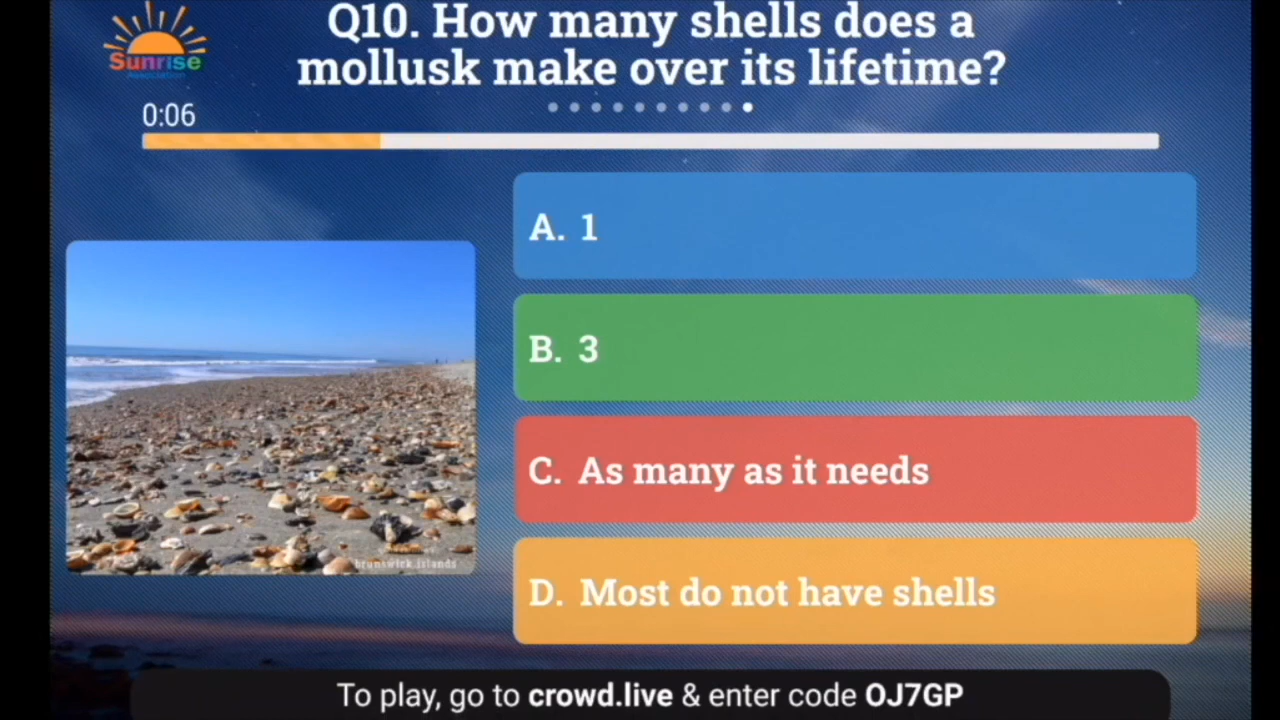 Q10. How many shells does a
mollusk make over its lifetime?
Sunrise
Association
0:06
A. 1
B. 3
C. As many as it needs
D. Most do not have shells
brunswick.islands
To play, go to crowd.live & enter code OJ7GP